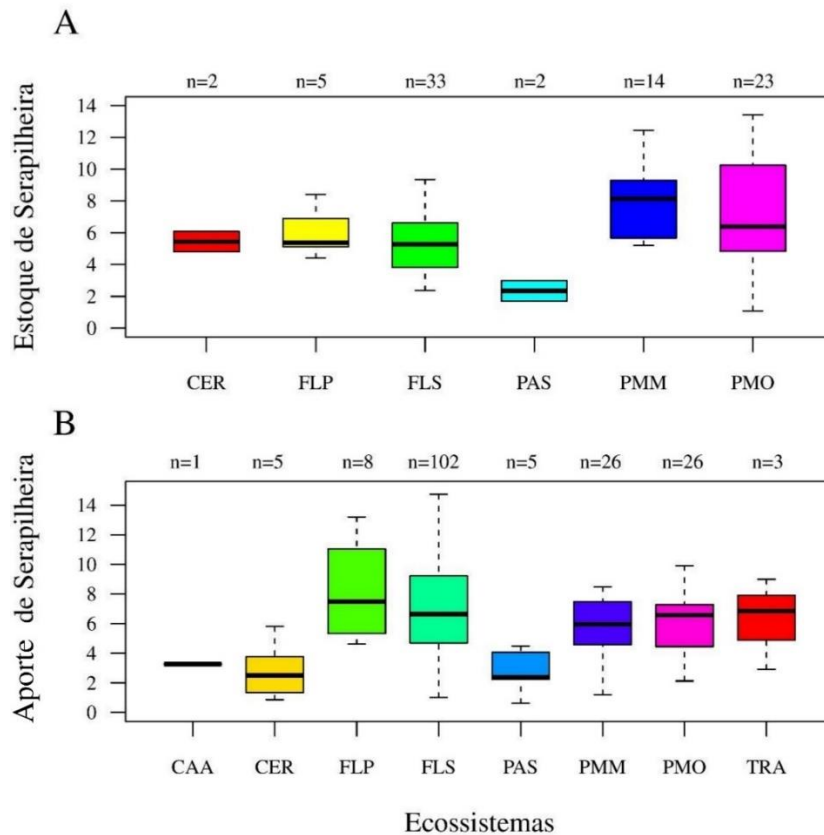 A
n=2 n=5 n=33 n=2 n=14 n=23
Estoque de Serapilheira
14
12
10
8
6
4
2
0
CER FLP FLS PAS PMM PMO
B
n=1 n=5 n=8 n=102 n=5 n=26 n=26 n=3
Aporte de Serapilheira
14
12
10
8
6
4
2
0
CAA CER FLP FLS PAS PMM PMO TRA
Ecossistemas